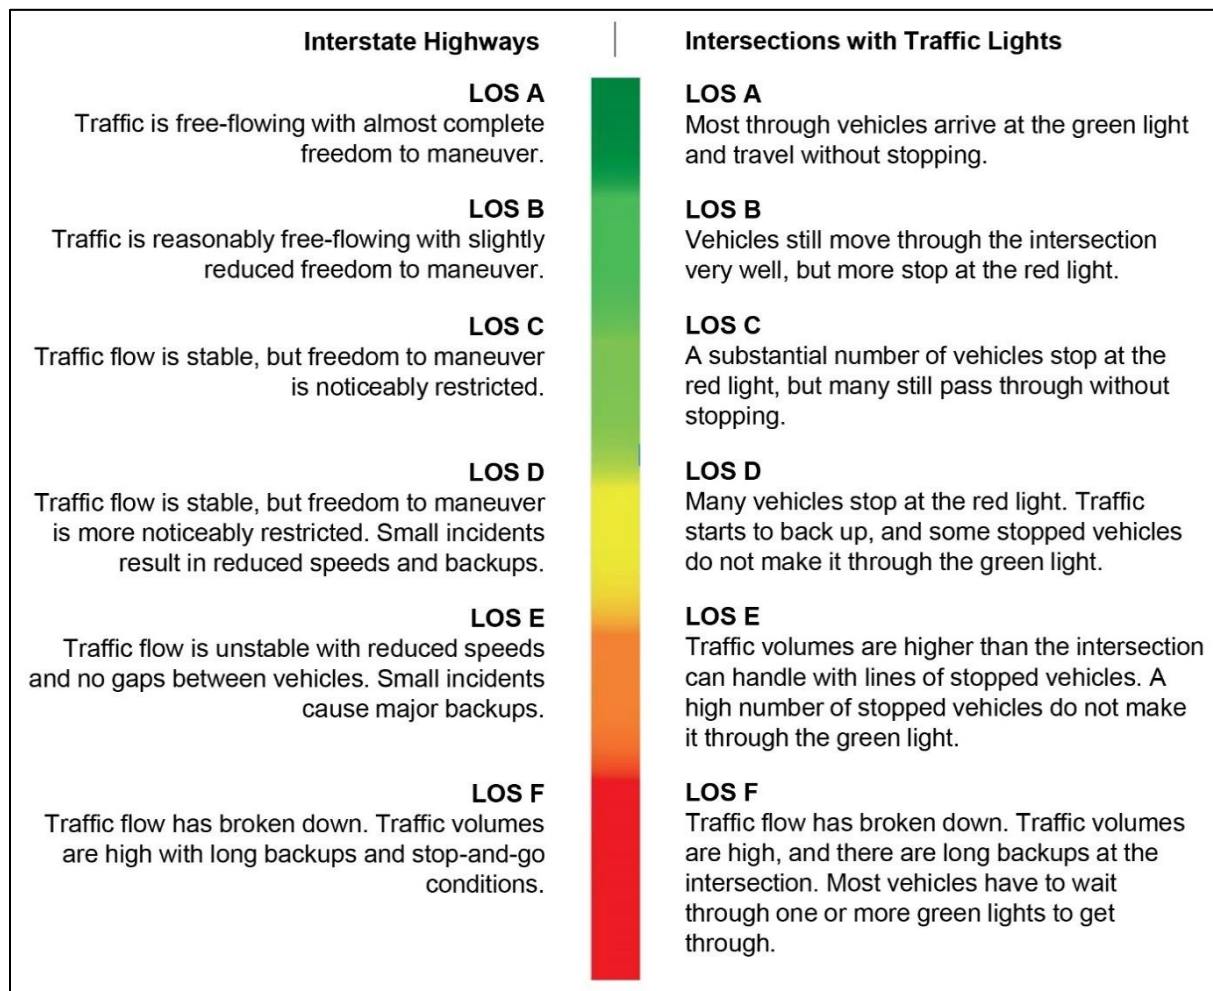 Interstate Highways
LOS A
Traffic is free-flowing with almost complete
freedom to maneuver.
LOS B
Traffic is reasonably free-flowing with slightly
reduced freedom to maneuver.
LOS C
Traffic flow is stable, but freedom to maneuver
is noticeably restricted.
LOS D
Traffic flow is stable, but freedom to maneuver
is more noticeably restricted. Small incidents
result in reduced speeds and backups.
LOS E
Traffic flow is unstable with reduced speeds
and no gaps between vehicles. Small incidents
cause major backups.
LOS F
Traffic flow has broken down. Traffic volumes
are high with long backups and stop-and-go
conditions.
Intersections with Traffic Lights
LOS A
Most through vehicles arrive at the green light
and travel without stopping.
LOS B
Vehicles still move through the intersection
very well, but more stop at the red light.
LOS C
A substantial number of vehicles stop at the
red light, but many still pass through without
stopping.
LOS D
Many vehicles stop at the red light. Traffic
starts to back up, and some stopped vehicles
do not make it through the green light.
LOS E
Traffic volumes are higher than the intersection
can handle with lines of stopped vehicles. A
high number of stopped vehicles do not make
it through the green light.
LOS F
Traffic flow has broken down. Traffic volumes
are high, and there are long backups at the
intersection. Most vehicles have to wait
through one or more green lights to get
through.